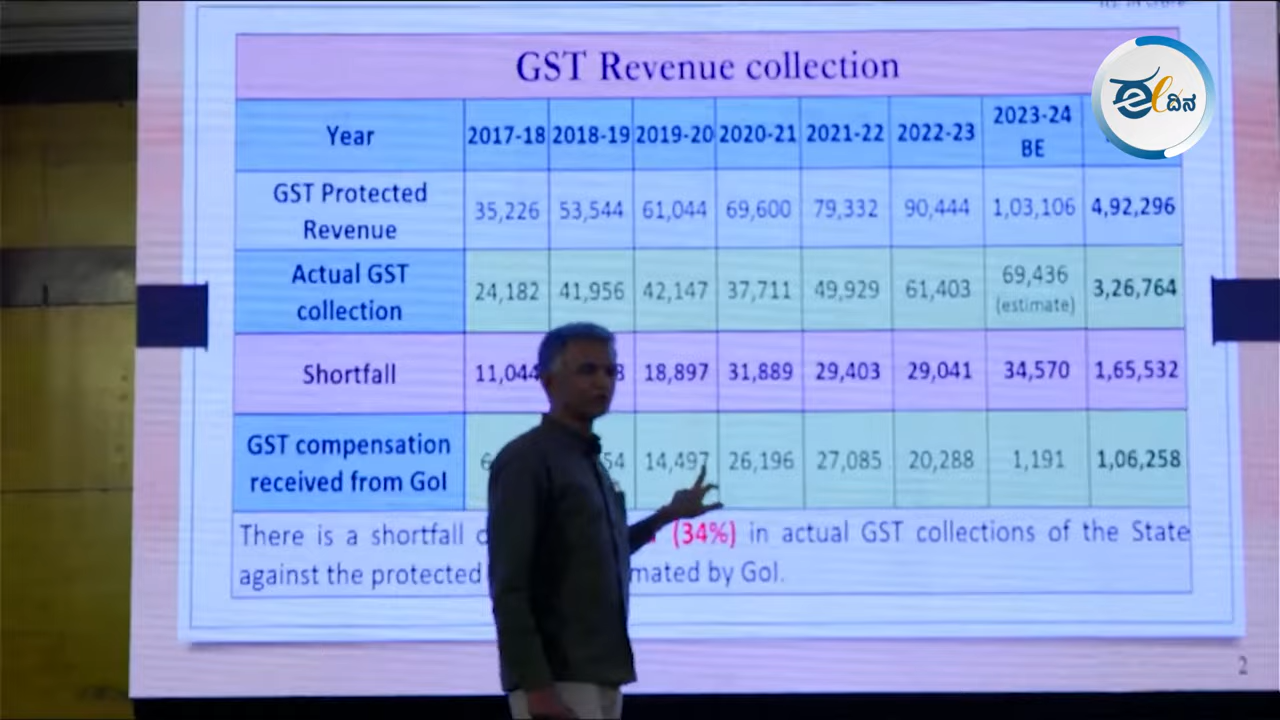 GST Revenue collection
Year 2017-18 2018-19 2019-20 2020-21 2021-22 2022-23 2023-24 BE
GST Protected Revenue 35,226 53,544 61,044 69,600 79,332 90,444 1,03,106 4,92,296
Actual GST collection 24,182 41,956 42,147 37,711 49,929 61,403 69,436 (estimate) 3,26,764
Shortfall 11,044 18,897 31,889 29,403 29,041 34,570 1,65,532
GST compensation received from GoI 14,497 26,196 27,085 20,288 1,191 1,06,258
There is a shortfall (34%) in actual GST collections of the State
against the protected by GoI.
2
ಈ ದಿನ